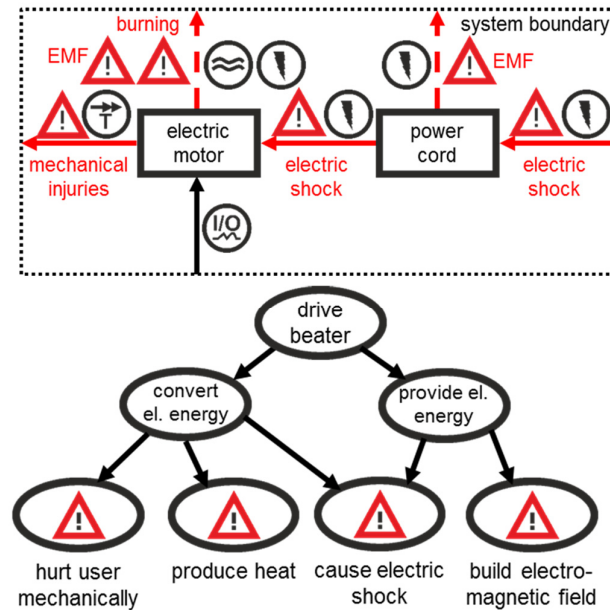 burning
system boundary
EMF
!
!
!
EMF
!
T
electric
motor
!
power
cord
!
mechanical
injuries
electric
shock
electric
shock
I/O
drive
beater
convert
el. energy
provide el.
energy
!
!
!
!
hurt user
mechanically
produce heat
cause electric
shock
build electro-
magnetic field